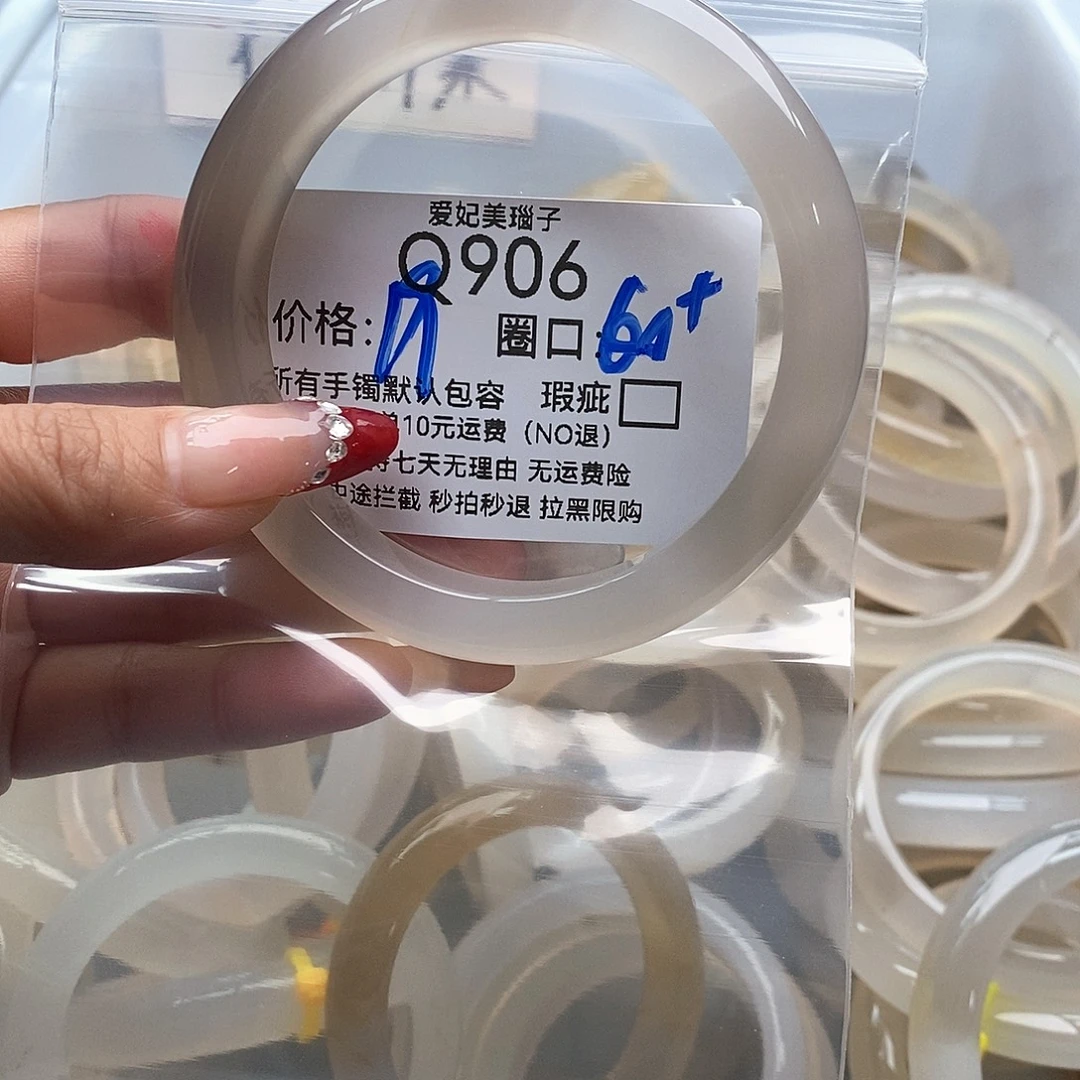 爱妃美瑙子
Q906
价格: 圈口:
所有手镯默认包容 瑕疵
10元运费（NO退）
七天无理由 无运费险
中途拦截 秒拍秒退 拉黑限购